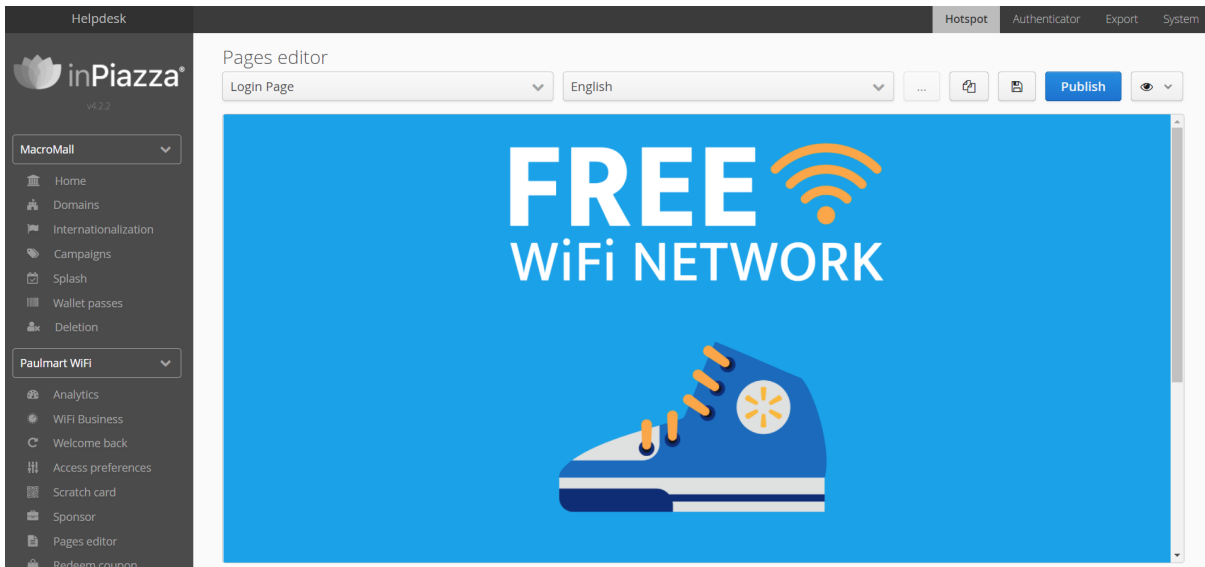 Helpdesk
Hotspot Authenticator Export System
inPiazza®
v4.2.2
MacroMall
Home
Domains
Internationalization
Campaigns
Splash
Wallet passes
Deletion
Paulmart WiFi
Analytics
WiFi Business
Welcome back
Access preferences
Scratch card
Sponsor
Pages editor
Redeem coupon
Pages editor
Login Page English ... Publish
FREE
WiFi NETWORK